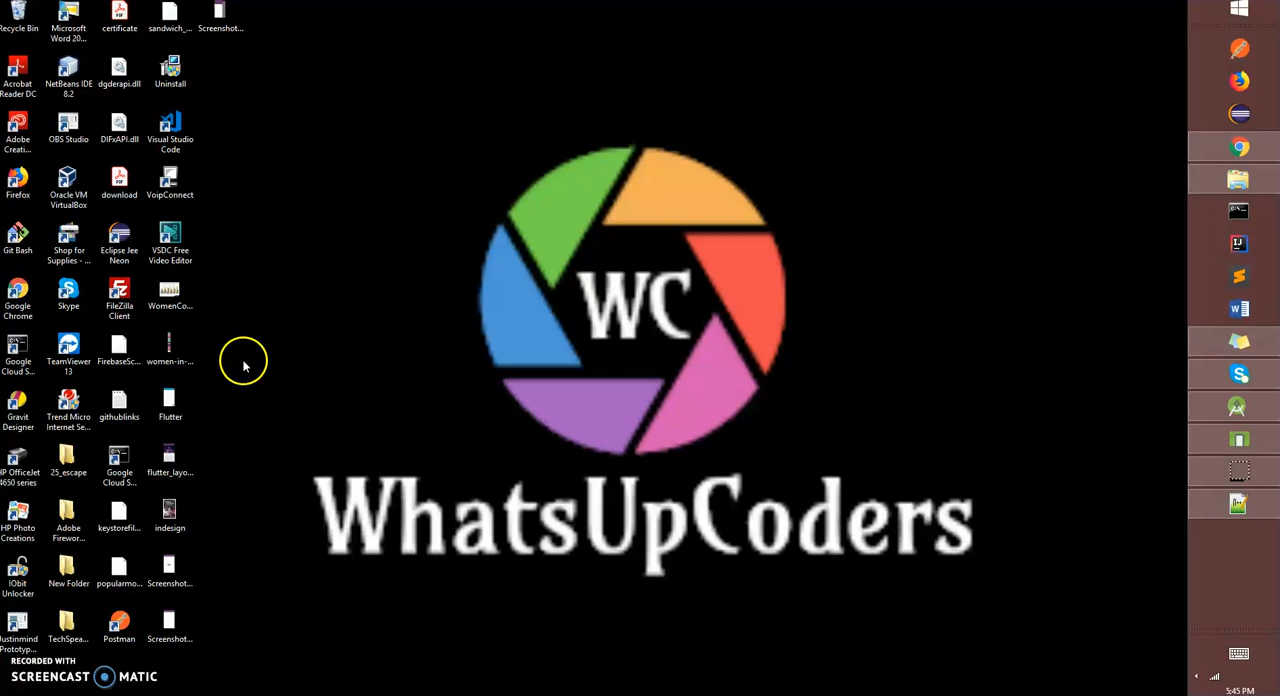 Recycle Bin
Microsoft
Word 20...
certificate
sandwich_...
Screenshot...
Acrobat
Reader DC
NetBeans IDE
8.2
dgderapi.dll
Uninstall
Adobe
Creati...
OBS Studio
DIFxAPI.dll
Visual Studio
Code
Firefox
Oracle VM
VirtualBox
download
VoipConnect
Git Bash
Shop for
Supplies - ...
Eclipse Jee
Neon
VSDC Free
Video Editor
Google
Chrome
Skype
FileZilla
Client
WomenCo...
Google
Cloud S...
TeamViewer
13
FirebaseSc...
women-in-...
Gravit
Designer
Trend Micro
Internet Se...
githublinks
Flutter
HP OfficeJet
4650 series
25_escape
Google
Cloud S...
flutter_layo...
HP Photo
Creations
Adobe
Firewor...
keystorefil...
indesign
IObit
Unlocker
New Folder
popularmo...
Screenshot...
Justinmind
Prototyp...
TechSpea...
Postman
Screenshot...
WC
WhatsUpCoders
RECORDED WITH
SCREENCAST MATIC
5:45 PM